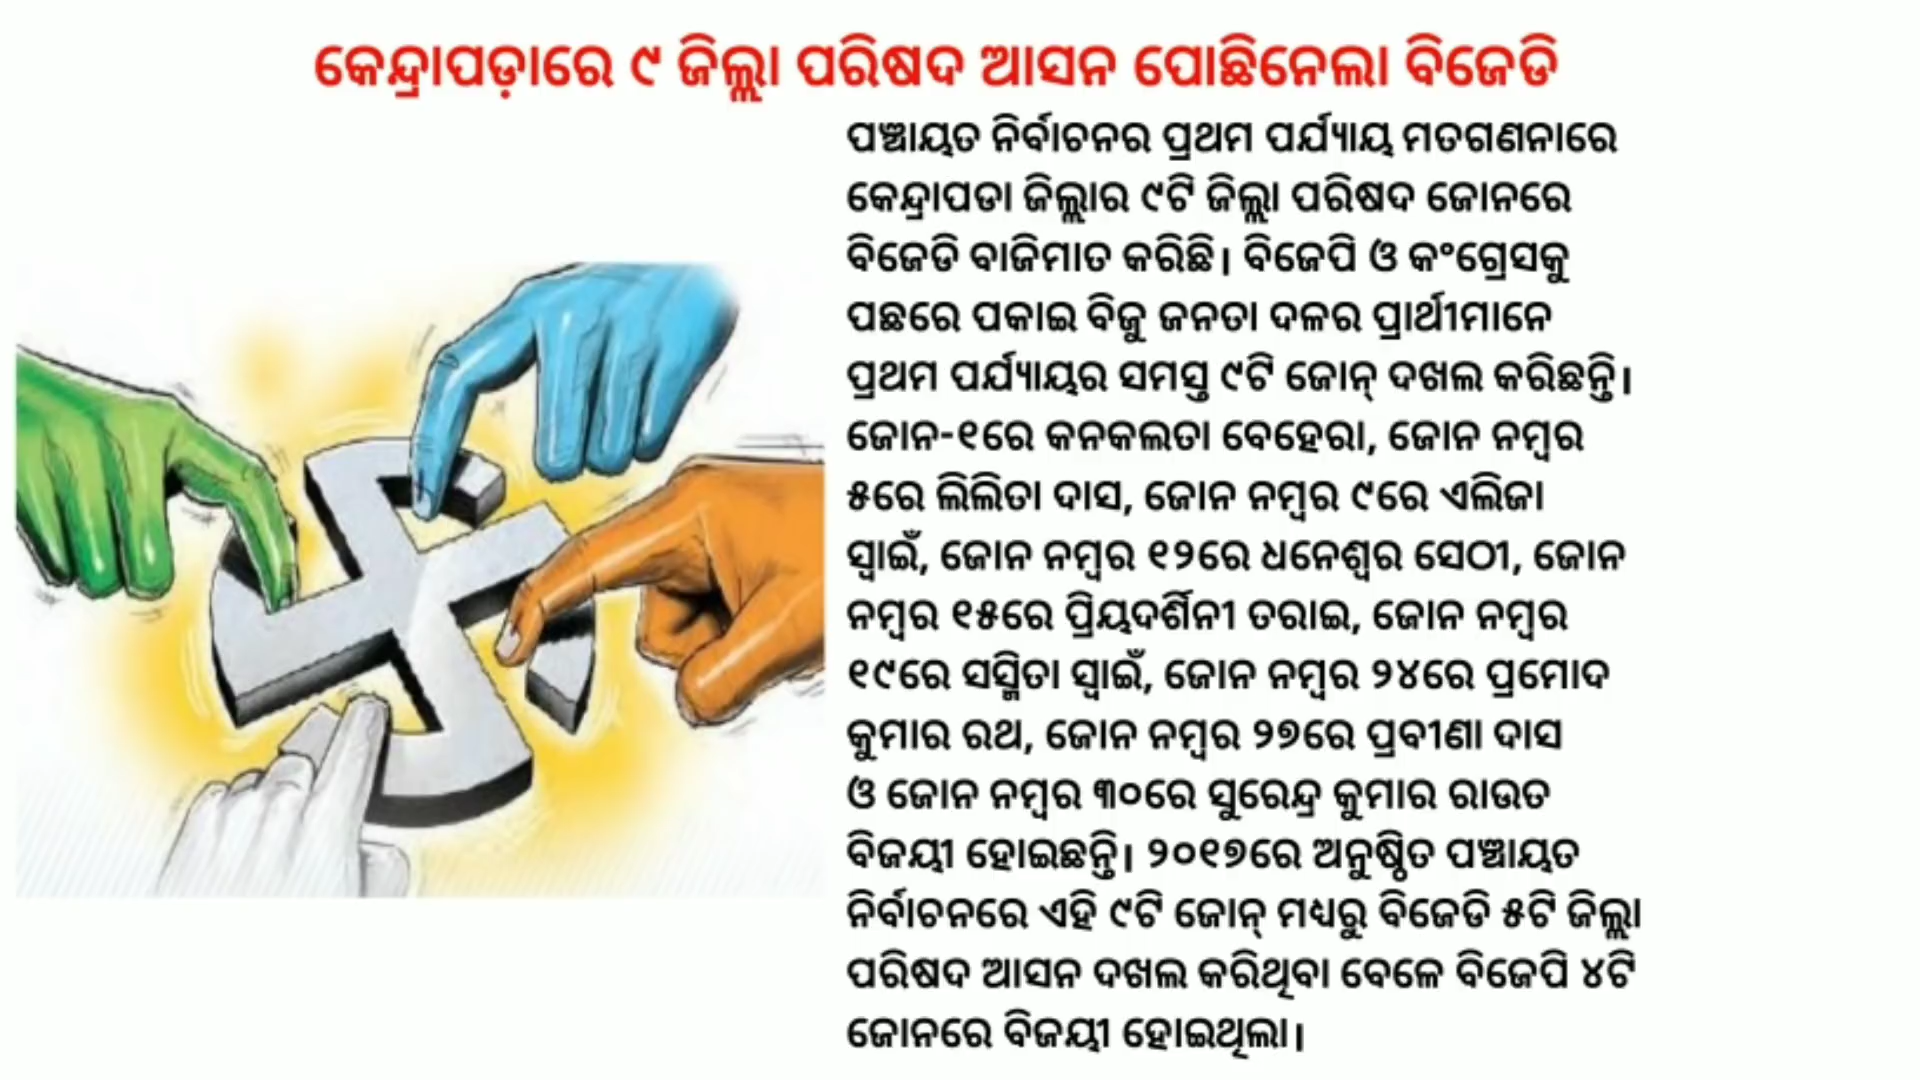 କେନ୍ଦ୍ରାପଡ଼ାରେ ୯ ଜିଲ୍ଲା ପରିଷଦ ଆସନ ପୋଛିନେଲା ବିଜେଡି
ପଞ୍ଚାୟତ ନିର୍ବାଚନର ପ୍ରଥମ ପର୍ଯ୍ୟାୟ ମତଗଣନାରେ
କେନ୍ଦ୍ରାପଡା ଜିଲ୍ଲାର ୯ଟି ଜିଲ୍ଲା ପରିଷଦ ଜୋନରେ
ବିଜେଡି ବାଜିମାତ କରିଛି। ବିଜେପି ଓ କଂଗ୍ରେସକୁ
ପଛରେ ପକାଇ ବିଜୁ ଜନତା ଦଳର ପ୍ରାର୍ଥୀମାନେ
ପ୍ରଥମ ପର୍ଯ୍ୟାୟର ସମସ୍ତ ୯ଟି ଜୋନ୍ ଦଖଲ କରିଛନ୍ତି।
ଜୋନ-୧ରେ କନକଲତା ବେହେରା, ଜୋନ ନମ୍ବର
୫ରେ ଲିଲିତା ଦାସ, ଜୋନ ନମ୍ବର ୯ରେ ଏଲିଜା
ସ୍ୱାଇଁ, ଜୋନ ନମ୍ବର ୧୨ରେ ଧନେଶ୍ୱର ସେଠୀ, ଜୋନ
ନମ୍ବର ୧୫ରେ ପ୍ରିୟଦର୍ଶିନୀ ତରାଇ, ଜୋନ ନମ୍ବର
୧୯ରେ ସସ୍ମିତା ସ୍ୱାଇଁ, ଜୋନ ନମ୍ବର ୨୪ରେ ପ୍ରମୋଦ
କୁମାର ରଥ, ଜୋନ ନମ୍ବର ୨୭ରେ ପ୍ରବୀଣା ଦାସ
ଓ ଜୋନ ନମ୍ବର ୩୦ରେ ସୁରେନ୍ଦ୍ର କୁମାର ରାଉତ
ବିଜୟୀ ହୋଇଛନ୍ତି। ୨୦୧୭ରେ ଅନୁଷ୍ଠିତ ପଞ୍ଚାୟତ
ନିର୍ବାଚନରେ ଏହି ୯ଟି ଜୋନ୍ ମଧ୍ୟରୁ ବିଜେଡି ୫ଟି ଜିଲ୍ଲା
ପରିଷଦ ଆସନ ଦଖଲ କରିଥିବା ବେଳେ ବିଜେପି ୪ଟି
ଜୋନରେ ବିଜୟୀ ହୋଇଥିଲା।